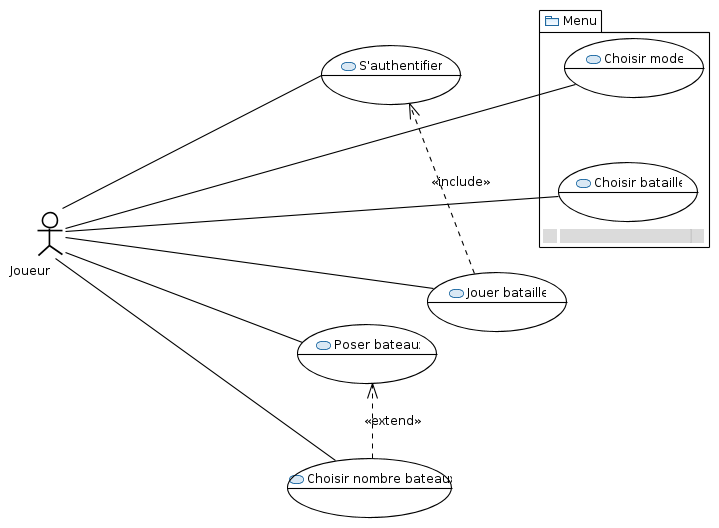 Menu
S'authentifier
Choisir mode
«include»
Choisir bataille
Joueur
Jouer bataille
Poser bateau
«extend»
Choisir nombre bateau